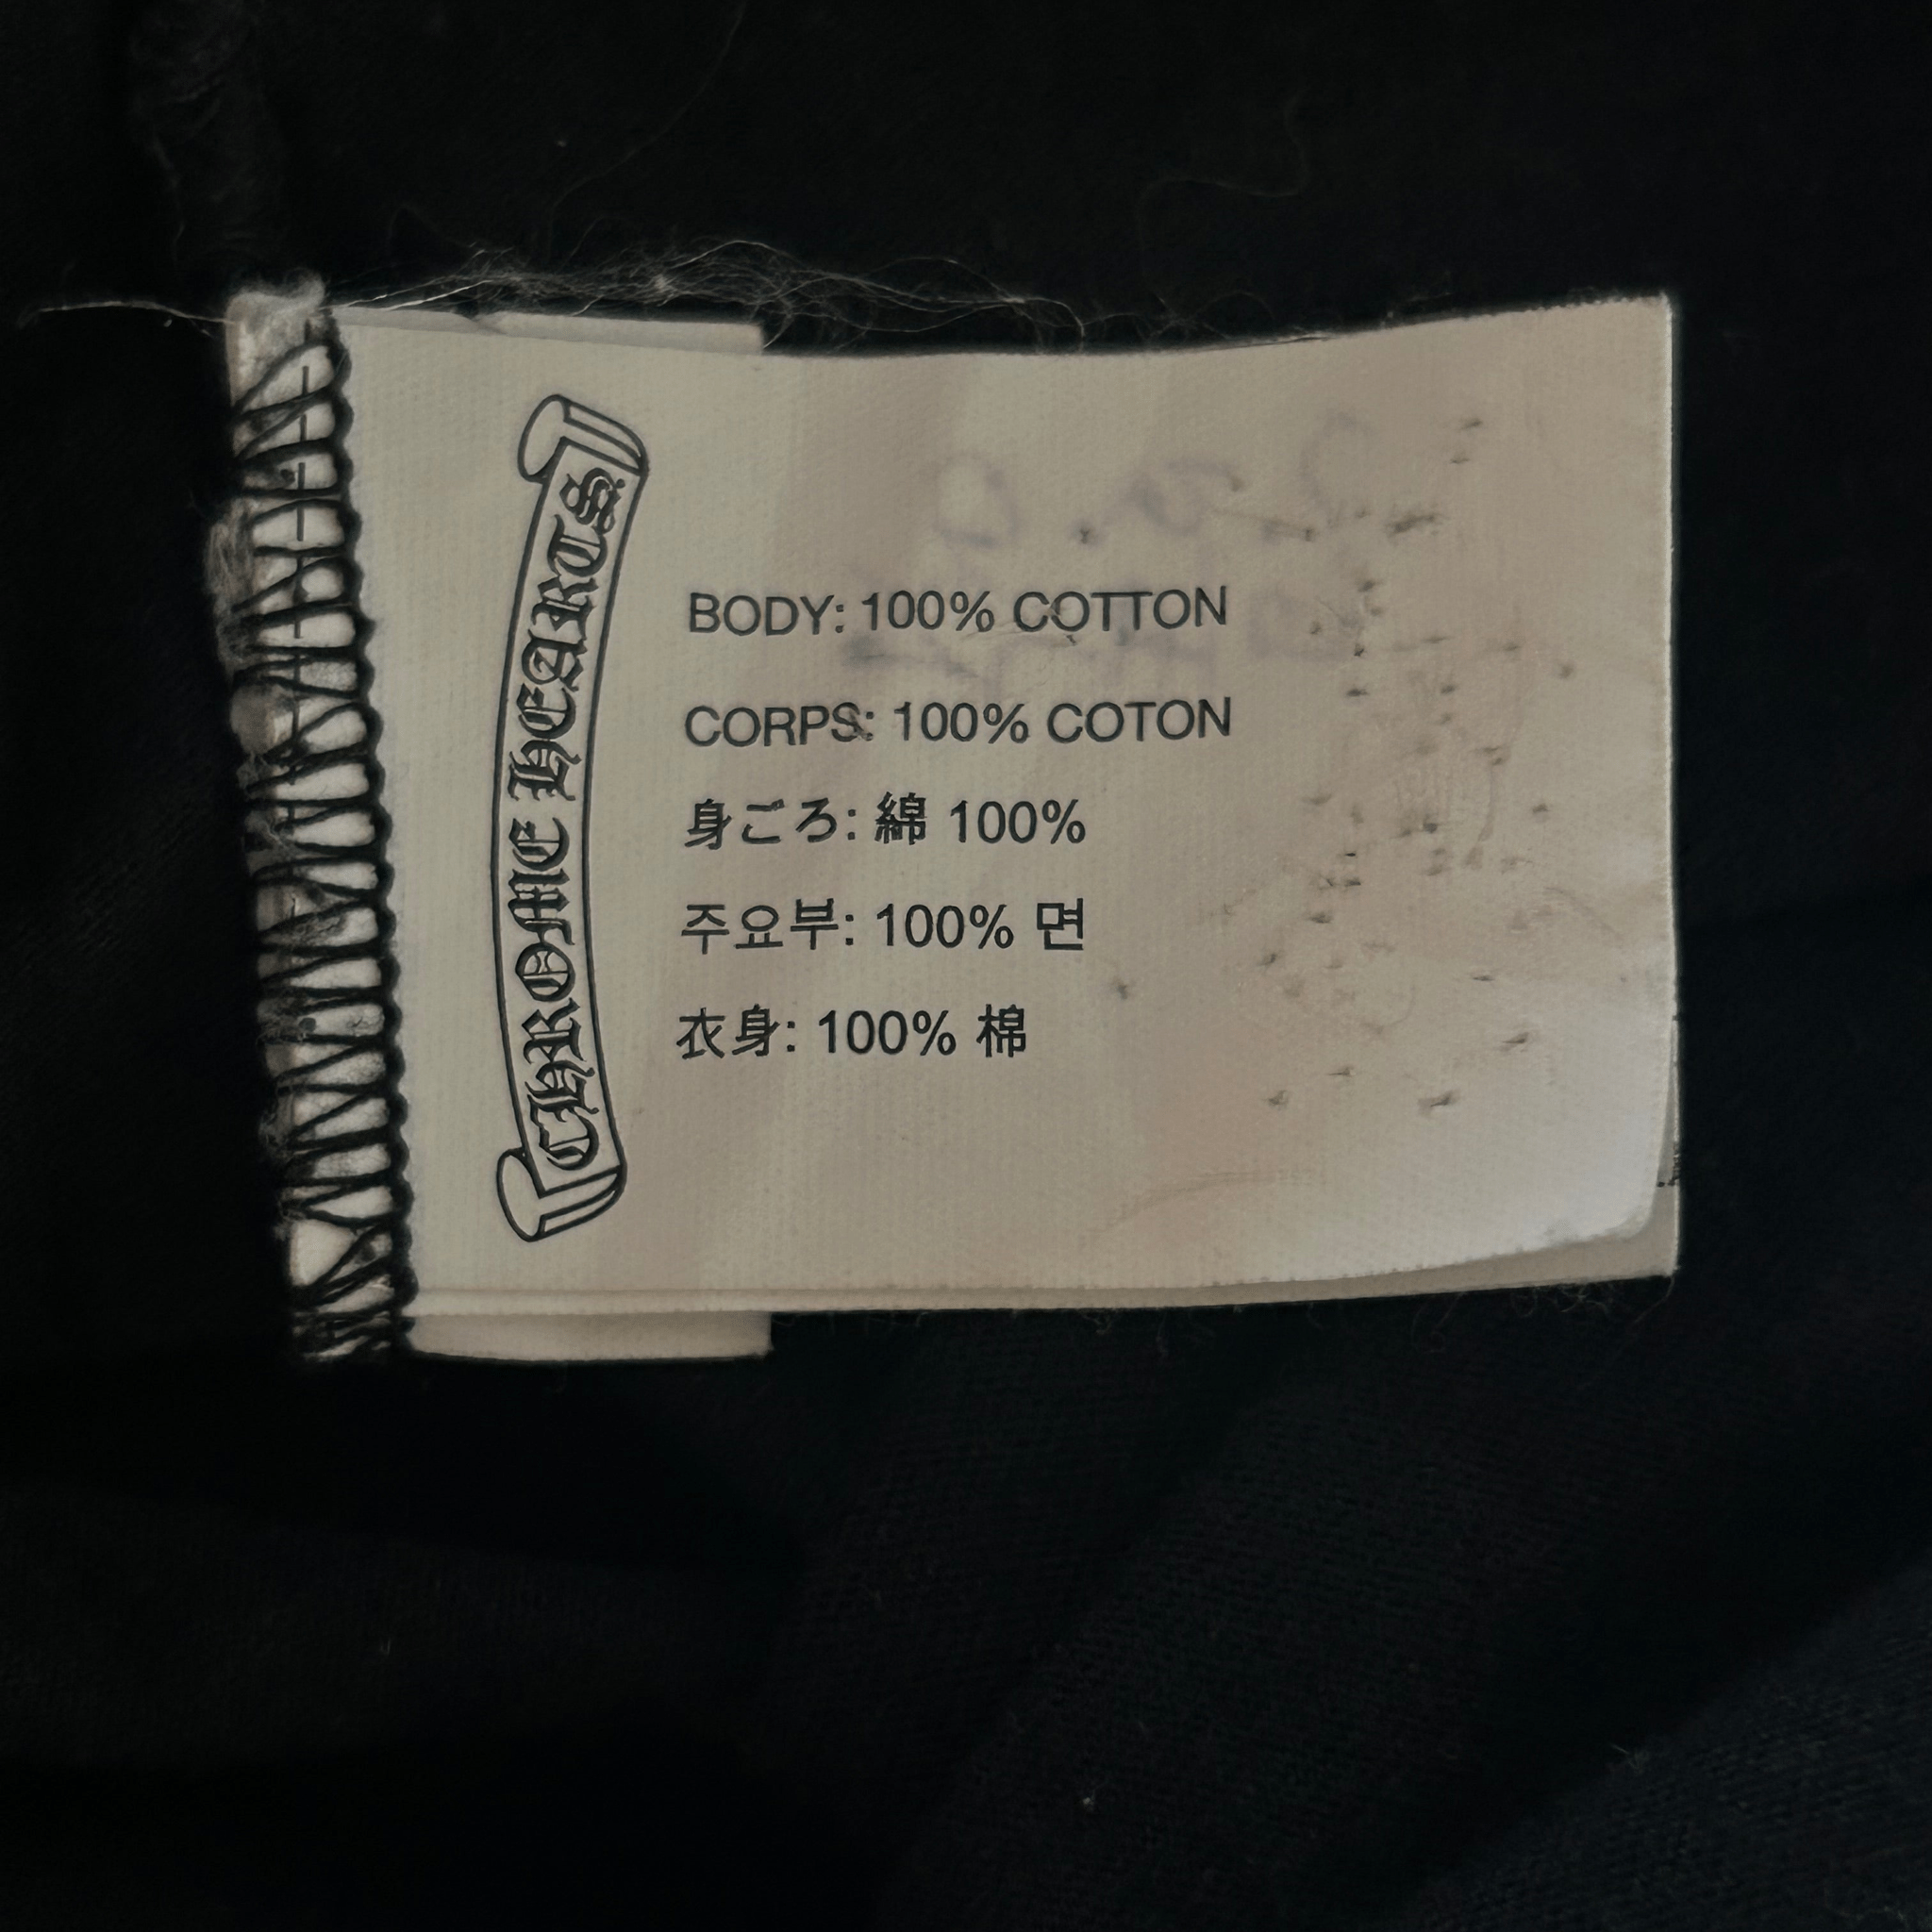 CHROME HEARTS
BODY: 100% COTTON
CORPS: 100% COTON
身ごろ: 綿 100%
주요부: 100% 면
衣身: 100% 棉